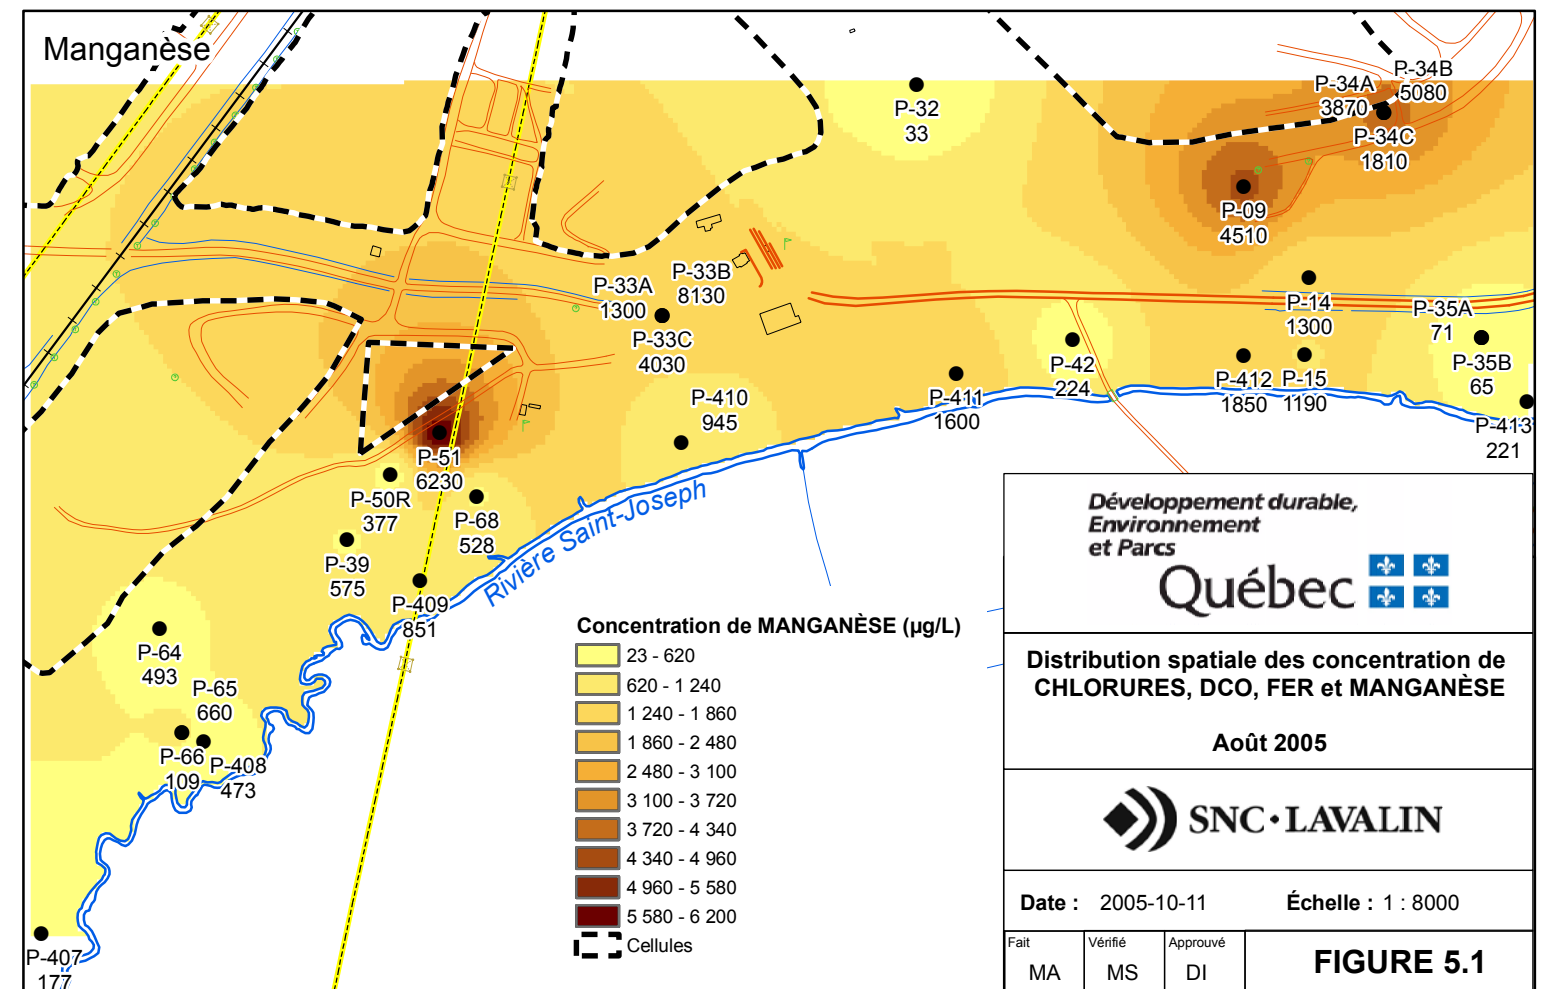 Manganèse
P-32
33
P-34A
3870
P-34B
5080
P-34C
1810
P-09
4510
P-33A
1300
P-33B
8130
P-33C
4030
P-14
1300
P-35A
71
P-35B
65
P-42
224
P-411
1600
P-412
1850
P-15
1190
P-413
221
P-410
945
P-51
6230
P-50R
377
P-68
528
P-39
575
P-409
851
Rivière Saint-Joseph
P-64
493
P-65
660
P-66
109
P-408
473
P-407
177
Concentration de MANGANÈSE (µg/L)
23 - 620
620 - 1 240
1 240 - 1 860
1 860 - 2 480
2 480 - 3 100
3 100 - 3 720
3 720 - 4 340
4 340 - 4 960
4 960 - 5 580
5 580 - 6 200
Cellules
Développement durable,
Environnement
et Parcs
Québec
Distribution spatiale des concentration de
CHLORURES, DCO, FER et MANGANÈSE
Août 2005
SNC·LAVALIN
Date : 2005-10-11 Échelle : 1 : 8000
Fait Vérifié Approuvé
MA MS DI
FIGURE 5.1